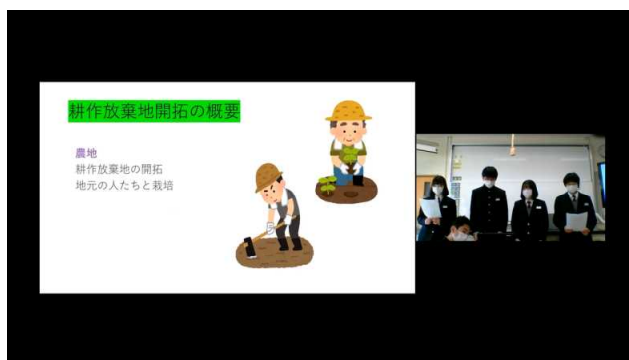 耕作放棄地開拓の概要
農地
耕作放棄地の開拓
地元の人たちと栽培